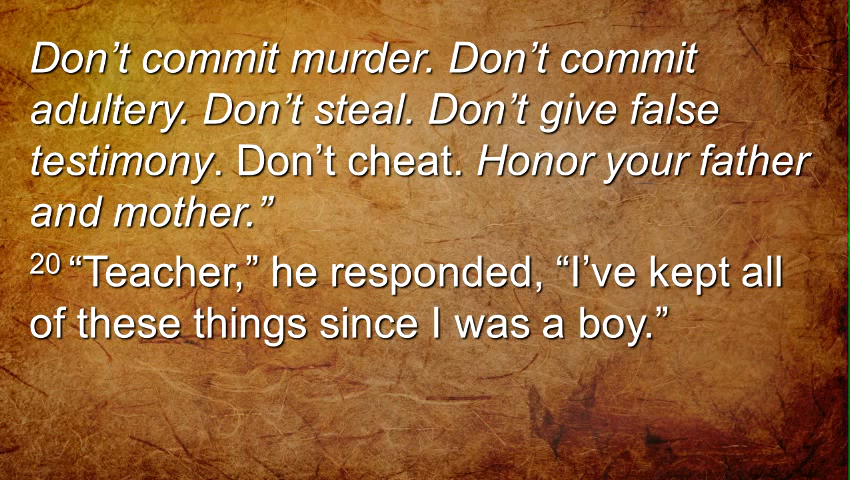 Don’t commit murder. Don’t commit
adultery. Don’t steal. Don’t give false
testimony. Don’t cheat. Honor your father
and mother.”
20 “Teacher,” he responded, “I’ve kept all
of these things since I was a boy.”